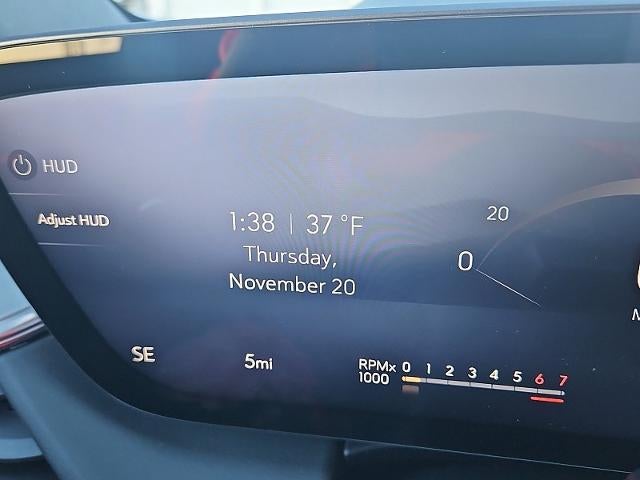 HUD
Adjust HUD
1:38 | 37 °F
Thursday,
November 20
20
0
SE
5mi
RPMx
1000
0 1 2 3 4 5 6 7